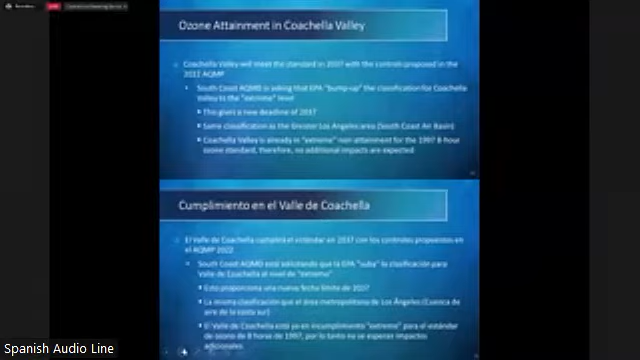 Ozone Attainment in Coachella Valley
Coachella Valley will meet the standard in 2037 with the controls proposed in the
2022 AQMP
South Coast AQMD is asking that EPA "bump-up" the classification for Coachella
Valley to the "extreme" level
This gives a new deadline of 2037
Same classification as the Greater Los Angeles area (South Coast Air Basin)
Coachella Valley is already in "extreme" non-attainment for the 1997 8-hour
ozone standard, therefore, no additional impacts are expected
Cumplimiento en el Valle de Coachella
El Valle de Coachella cumplirá el estándar en 2037 con los controles propuestos en
el AQMP 2022
South Coast AQMD está solicitando que la EPA "suba" la clasificación para
Valle de Coachella al nivel de "extremo"
Esto proporciona una nueva fecha límite de 2037
La misma clasificación que el área metropolitana de Los Ángeles (Cuenca de
aire de la costa sur)
El Valle de Coachella está ya en incumplimiento "extremo" para el estándar
de ozono de 8 horas de 1997, por lo tanto no se esperan impactos
adicionales
Spanish Audio Line